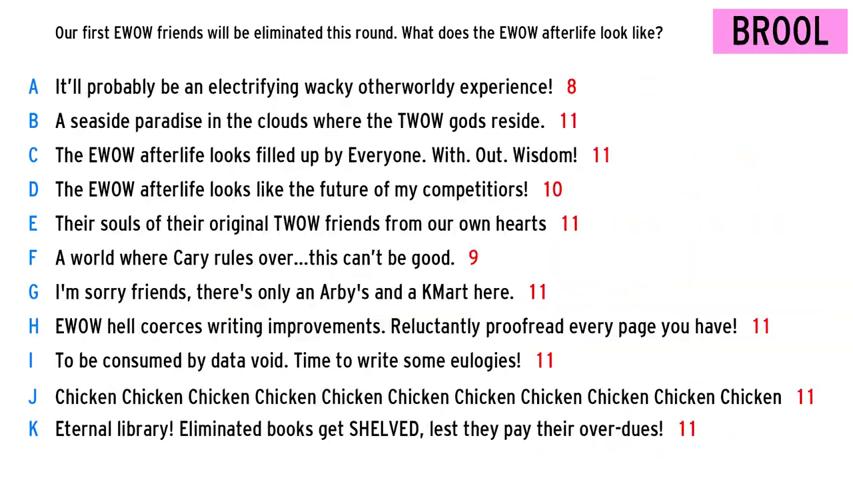 Our first EWOW friends will be eliminated this round. What does the EWOW afterlife look like?
BROOL
A It'll probably be an electrifying wacky otherworldy experience! 8
B A seaside paradise in the clouds where the TWOW gods reside. 11
C The EWOW afterlife looks filled up by Everyone. With. Out. Wisdom! 11
D The EWOW afterlife looks like the future of my competitiors! 10
E Their souls of their original TWOW friends from our own hearts 11
F A world where Cary rules over...this can't be good. 9
G I'm sorry friends, there's only an Arby's and a KMart here. 11
H EWOW hell coerces writing improvements. Reluctantly proofread every page you have! 11
I To be consumed by data void. Time to write some eulogies! 11
J Chicken Chicken Chicken Chicken Chicken Chicken Chicken Chicken Chicken Chicken Chicken 11
K Eternal library! Eliminated books get SHELVED, lest they pay their over-dues! 11